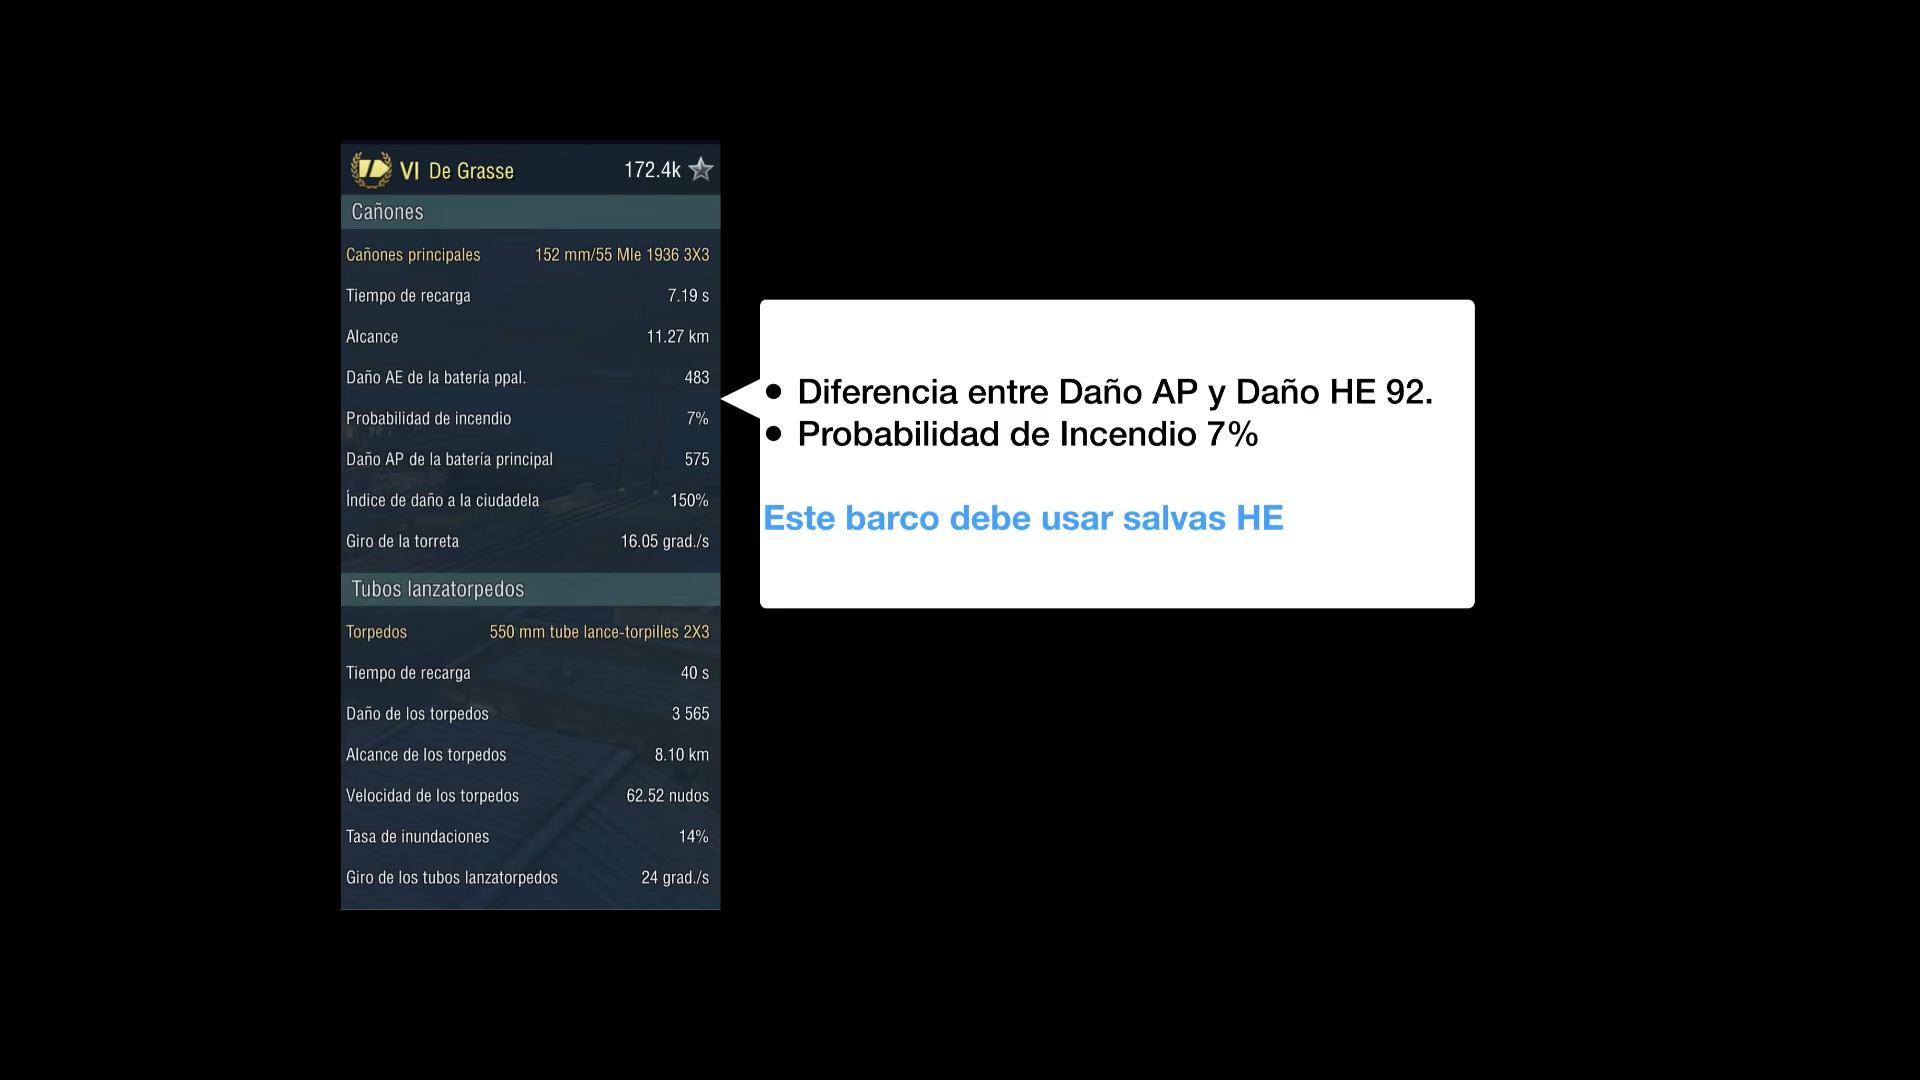 VI De Grasse 172.4k
Cañones
Cañones principales 152 mm/55 Mle 1936 3X3
Tiempo de recarga 7.19 s
Alcance 11.27 km
Daño AE de la batería ppal. 483
Probabilidad de incendio 7%
Daño AP de la batería principal 575
Índice de daño a la ciudadela 150%
Giro de la torreta 16.05 grad./s
Tubos lanzatorpedos
Torpedos 550 mm tube lance-torpilles 2X3
Tiempo de recarga 40 s
Daño de los torpedos 3 565
Alcance de los torpedos 8.10 km
Velocidad de los torpedos 62.52 nudos
Tasa de inundaciones 14%
Giro de los tubos lanzatorpedos 24 grad./s
• Diferencia entre Daño AP y Daño HE 92.
• Probabilidad de Incendio 7%
Este barco debe usar salvas HE